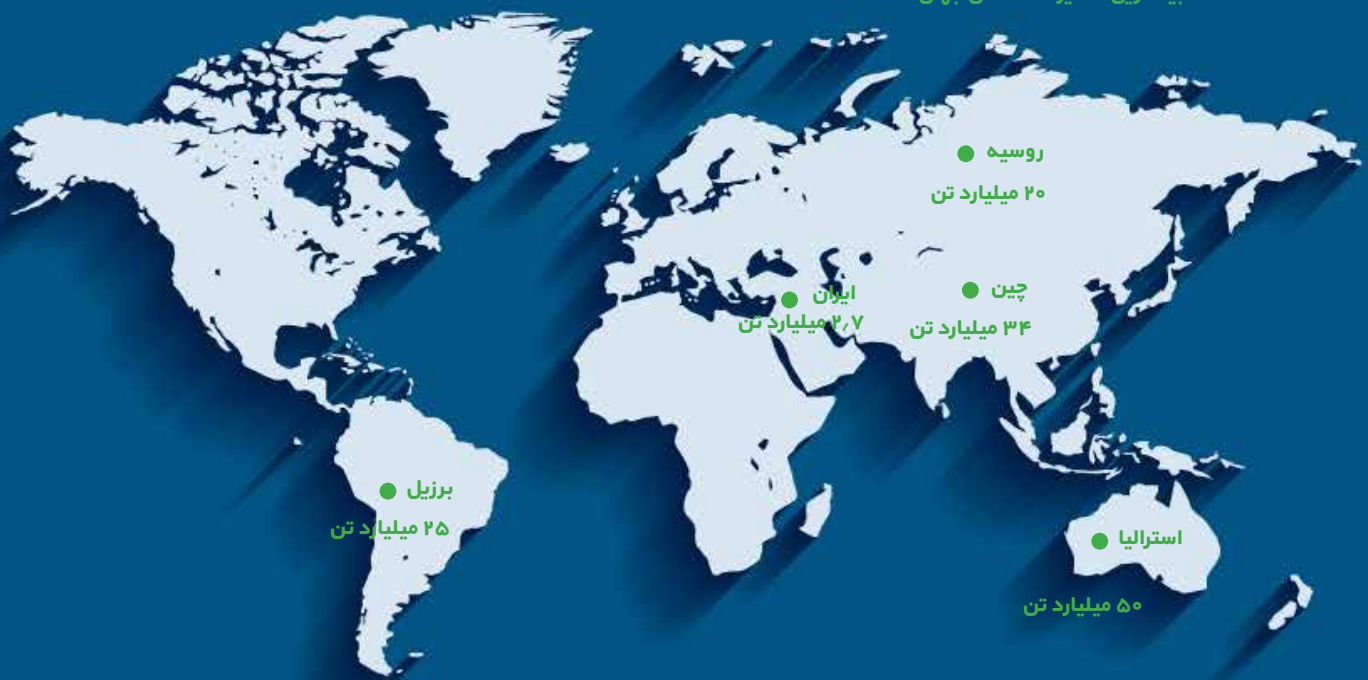 روسیه
۲۰ میلیارد تن
چین
۳۴ میلیارد تن
ایران
۲٫۷ میلیارد تن
برزیل
۲۵ میلیارد تن
استرالیا
۵۰ میلیارد تن